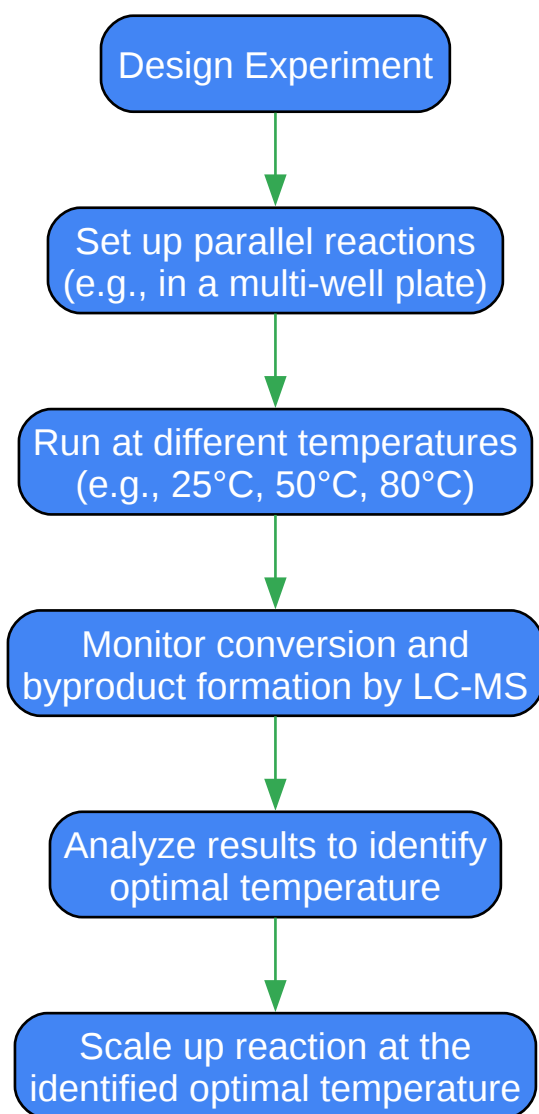 Design Experiment
Set up parallel reactions
(e.g., in a multi-well plate)
Run at different temperatures
(e.g., 25°C, 50°C, 80°C)
Monitor conversion and
byproduct formation by LC-MS
Analyze results to identify
optimal temperature
Scale up reaction at the
identified optimal temperature